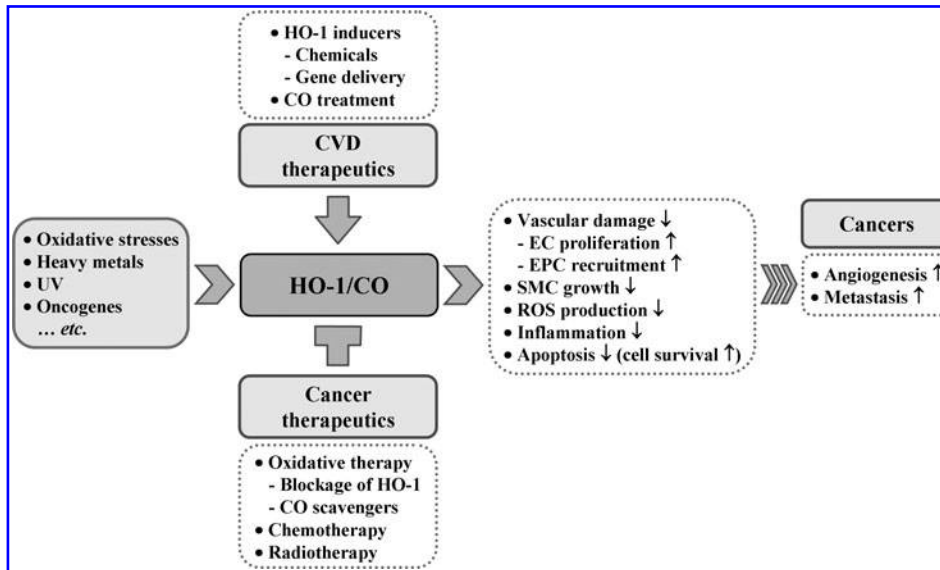 • HO-1 inducers
- Chemicals
- Gene delivery
• CO treatment
CVD
therapeutics
• Oxidative stresses
• Heavy metals
• UV
• Oncogenes
... etc.
HO-1/CO
• Vascular damage ↓
- EC proliferation ↑
- EPC recruitment ↑
• SMC growth ↓
• ROS production ↓
• Inflammation ↓
• Apoptosis ↓ (cell survival ↑)
Cancers
• Angiogenesis ↑
• Metastasis ↑
Cancer
therapeutics
• Oxidative therapy
- Blockage of HO-1
- CO scavengers
• Chemotherapy
• Radiotherapy